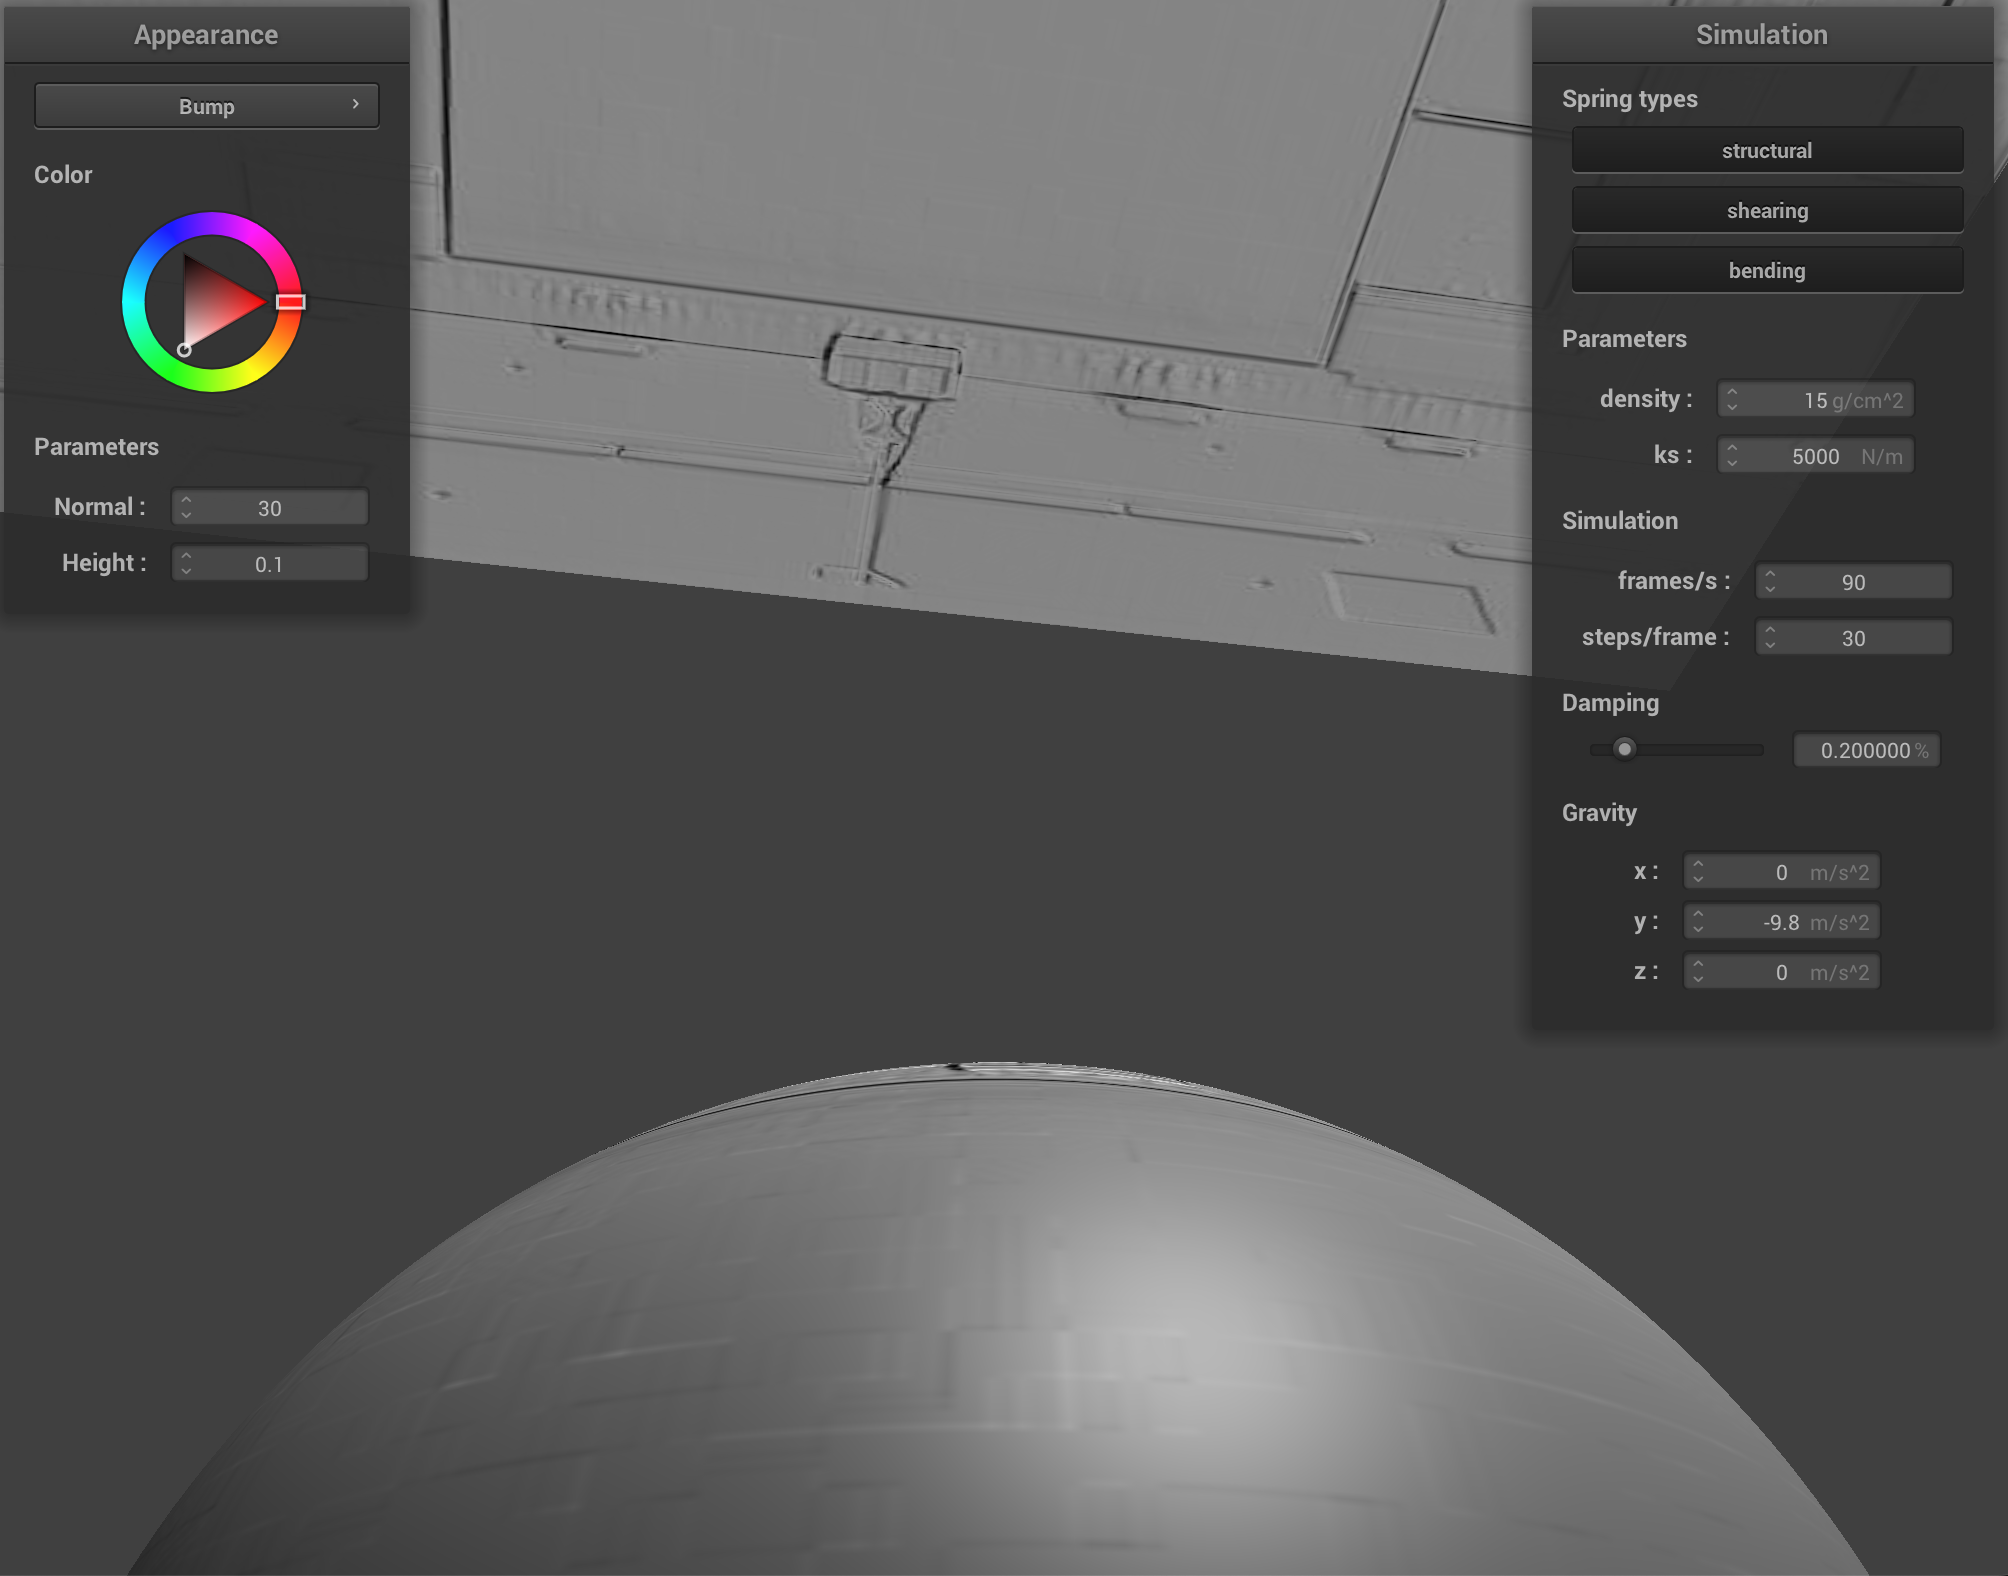 Appearance
Bump
Color
Parameters
Normal : 30
Height : 0.1
Simulation
Spring types
structural
shearing
bending
Parameters
density : 15 g/cm^2
ks : 5000 N/m
Simulation
frames/s : 90
steps/frame : 30
Damping
0.200000 %
Gravity
x : 0 m/s^2
y : -9.8 m/s^2
z : 0 m/s^2